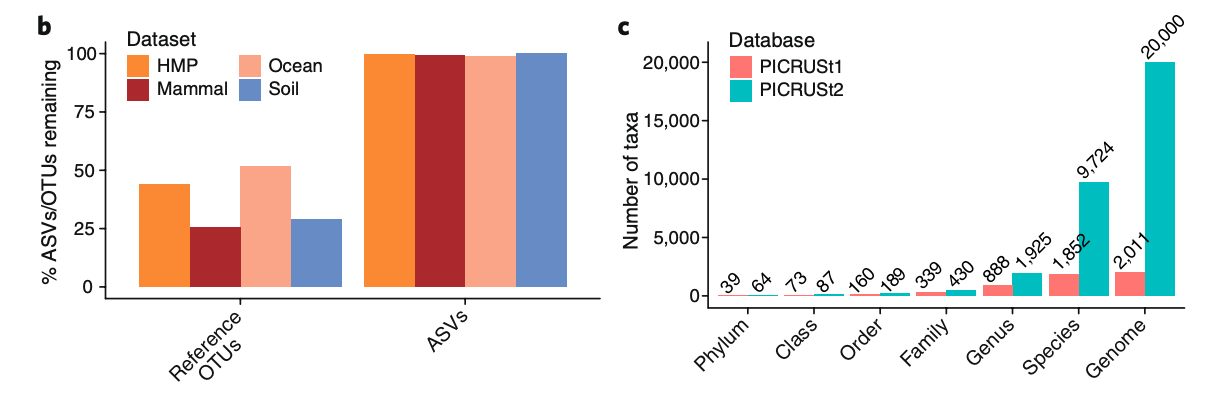 b
Dataset
HMP
Ocean
Mammal
Soil
% ASVs/OTUs remaining
100
75
50
25
0
Reference
OTUs
ASVs
c
Database
PICRUSt1
PICRUSt2
Number of taxa
20,000
15,000
10,000
5,000
0
39
64
73
87
160
189
339
430
888
1,925
1,852
9,724
2,011
20,000
Phylum
Class
Order
Family
Genus
Species
Genome